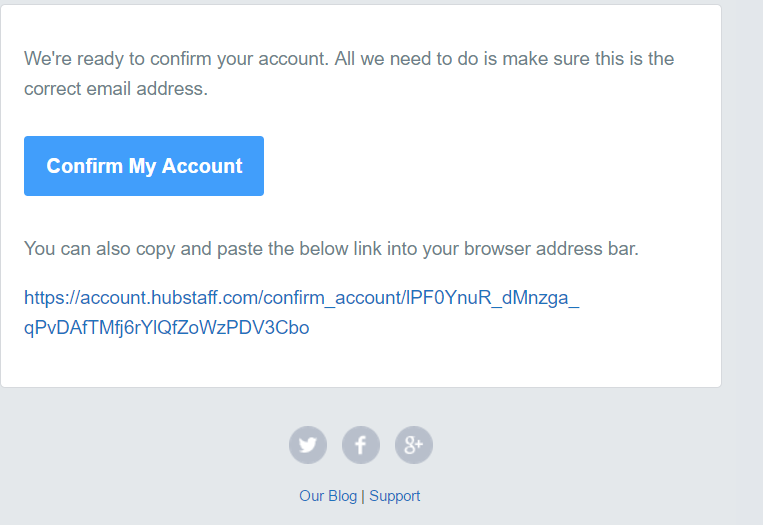 We're ready to confirm your account. All we need to do is make sure this is the
correct email address.
Confirm My Account
You can also copy and paste the below link into your browser address bar.
https://account.hubstaff.com/confirm_account/lPF0YnuR_dMnzga_
qPvDAfTMfj6rYlQfZoWzPDV3Cbo
Our Blog | Support